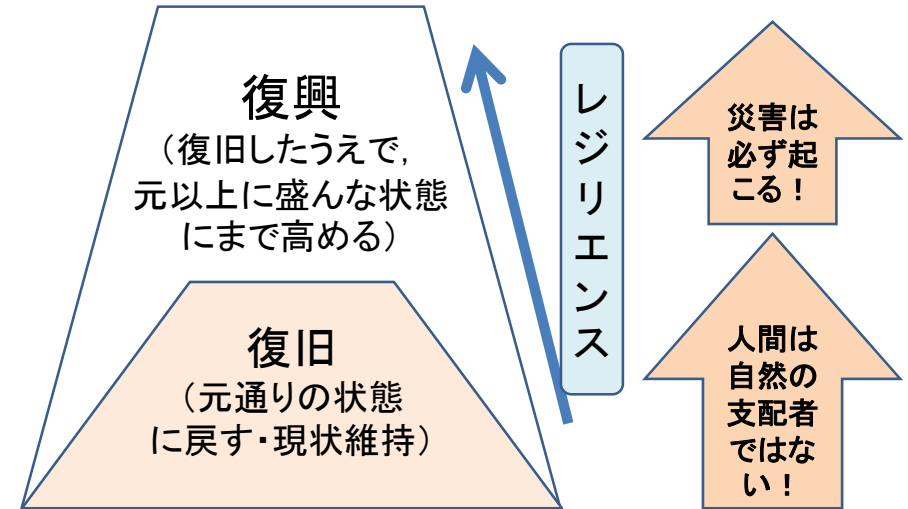 復興
（復旧したうえで，
元以上に盛んな状態
にまで高める）
復旧
（元通りの状態
に戻す・現状維持）
レジリエンス
災害は
必ず起
こる！
人間は
自然の
支配者
ではな
い！